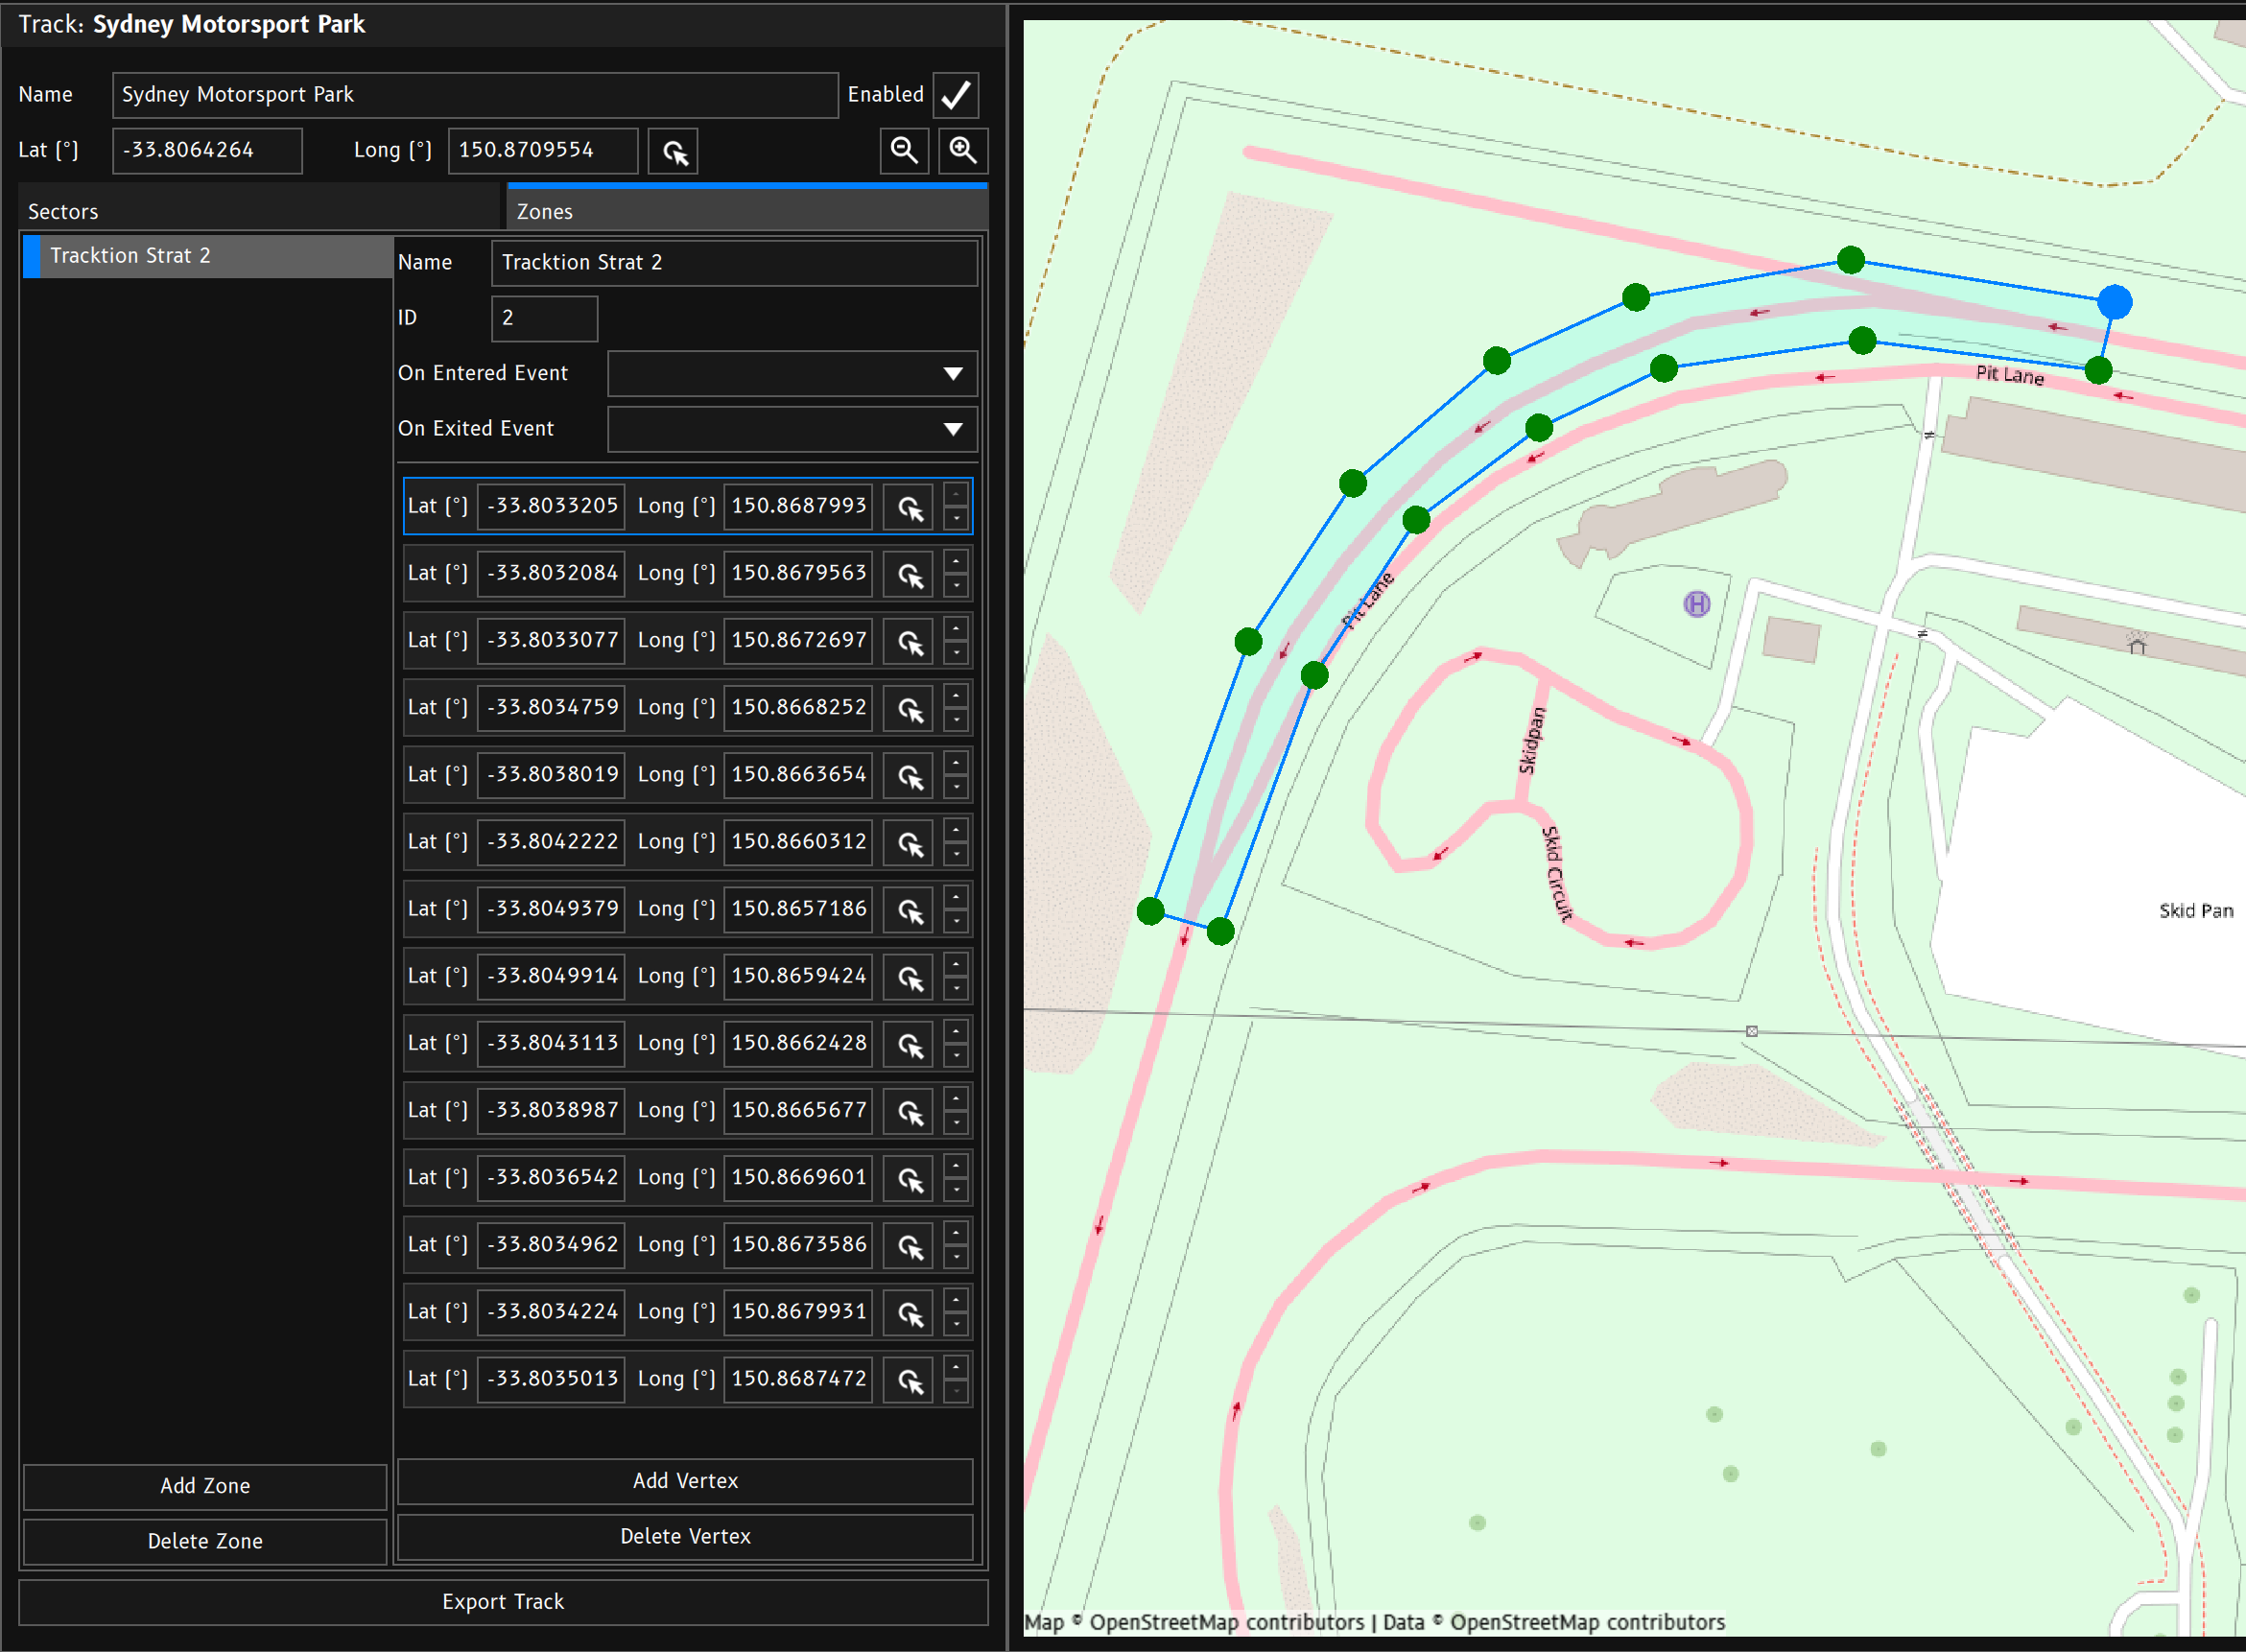 Track: Sydney Motorsport Park
Name Sydney Motorsport Park Enabled
Lat (°) -33.8064264 Long (°) 150.8709554
Sectors Zones
Tracktion Strat 2
Name Tracktion Strat 2
ID 2
On Entered Event
On Exited Event
Lat (°) -33.8033205 Long (°) 150.8687993
Lat (°) -33.8032084 Long (°) 150.8679563
Lat (°) -33.8033077 Long (°) 150.8672697
Lat (°) -33.8034759 Long (°) 150.8668252
Lat (°) -33.8038019 Long (°) 150.8663654
Lat (°) -33.8042222 Long (°) 150.8660312
Lat (°) -33.8049379 Long (°) 150.8657186
Lat (°) -33.8049914 Long (°) 150.8659424
Lat (°) -33.8043113 Long (°) 150.8662428
Lat (°) -33.8038987 Long (°) 150.8665677
Lat (°) -33.8036542 Long (°) 150.8669601
Lat (°) -33.8034962 Long (°) 150.8673586
Lat (°) -33.8034224 Long (°) 150.8679931
Lat (°) -33.8035013 Long (°) 150.8687472
Add Zone
Delete Zone
Add Vertex
Delete Vertex
Export Track
Pit Lane
Pit Lane
H
Skidpan
Skid Circuit
Skid Pan
Map © OpenStreetMap contributors | Data © OpenStreetMap contributors